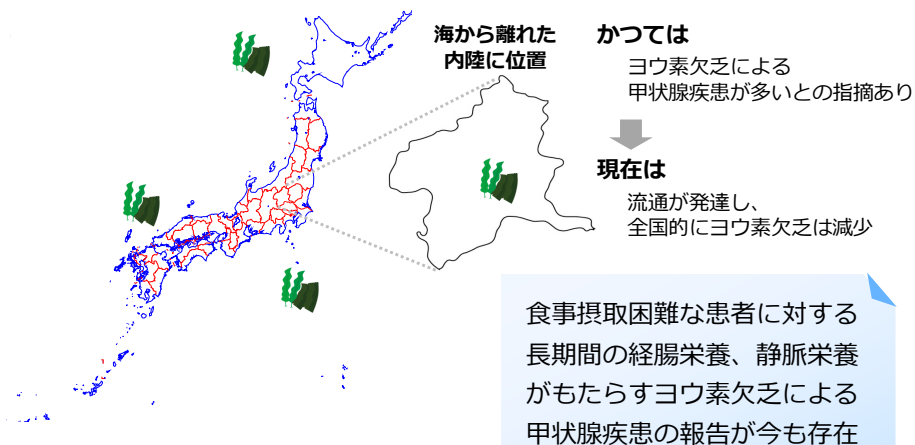 海から離れた
内陸に位置
かつては
ヨウ素欠乏による
甲状腺疾患が多いとの指摘あり
現在は
流通が発達し、
全国的にヨウ素欠乏は減少
食事摂取困難な患者に対する
長期間の経腸栄養、静脈栄養
がもたらすヨウ素欠乏による
甲状腺疾患の報告が今も存在